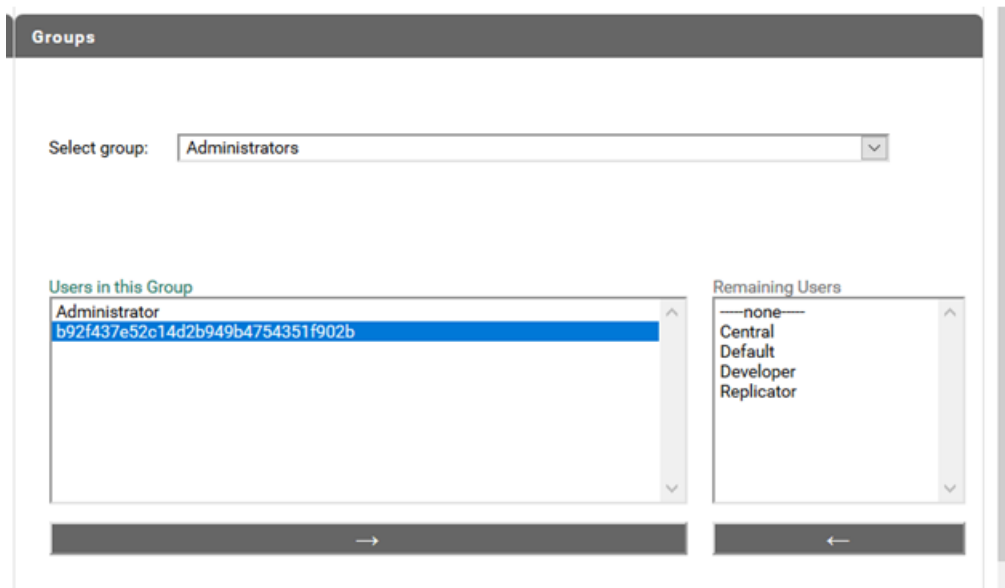 Groups
Select group: Administrators
Users in this Group
Administrator
b92f437e52c14d2b949b4754351f902b
Remaining Users
-----none-----
Central
Default
Developer
Replicator
→
←